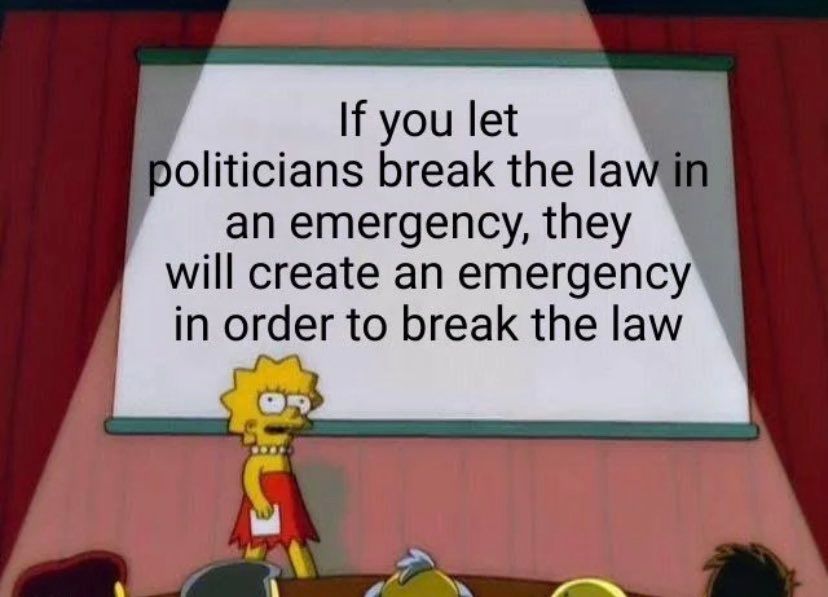 If you let
politicians break the law in
an emergency, they
will create an emergency
in order to break the law